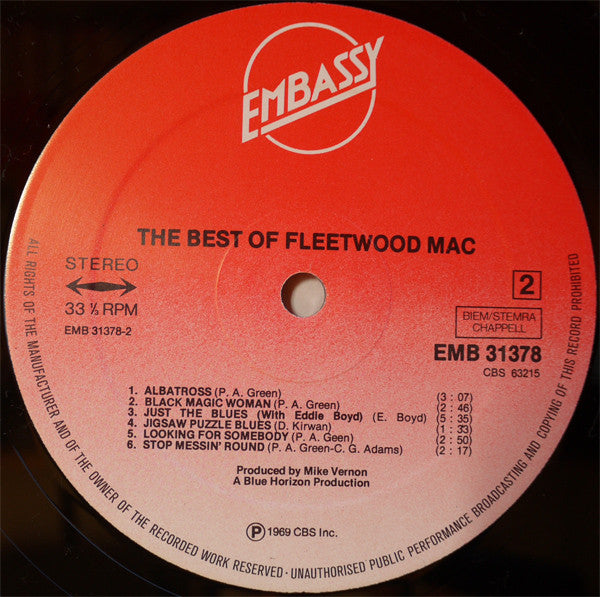 EMBASSY
THE BEST OF FLEETWOOD MAC
STEREO
33 ⅓ RPM
EMB 31378-2
2
BIEM/STEMRA
CHAPPELL
EMB 31378
CBS 63215
1. ALBATROSS (P. A. Green) (3 : 07)
2. BLACK MAGIC WOMAN (P. A. Green) (2 : 46)
3. JUST THE BLUES (With Eddie Boyd) (E. Boyd) (5 : 35)
4. JIGSAW PUZZLE BLUES (D. Kirwan) (1 : 33)
5. LOOKING FOR SOMEBODY (P. A. Geen) (2 : 50)
6. STOP MESSIN' ROUND (P. A. Green-C. G. Adams) (2 : 17)
Produced by Mike Vernon
A Blue Horizon Production
Ⓟ 1969 CBS Inc.
ALL RIGHTS OF THE MANUFACTURER AND OF THE OWNER OF THE RECORDED WORK RESERVED · UNAUTHORISED PUBLIC PERFORMANCE BROADCASTING AND COPYING OF THIS RECORD PROHIBITED